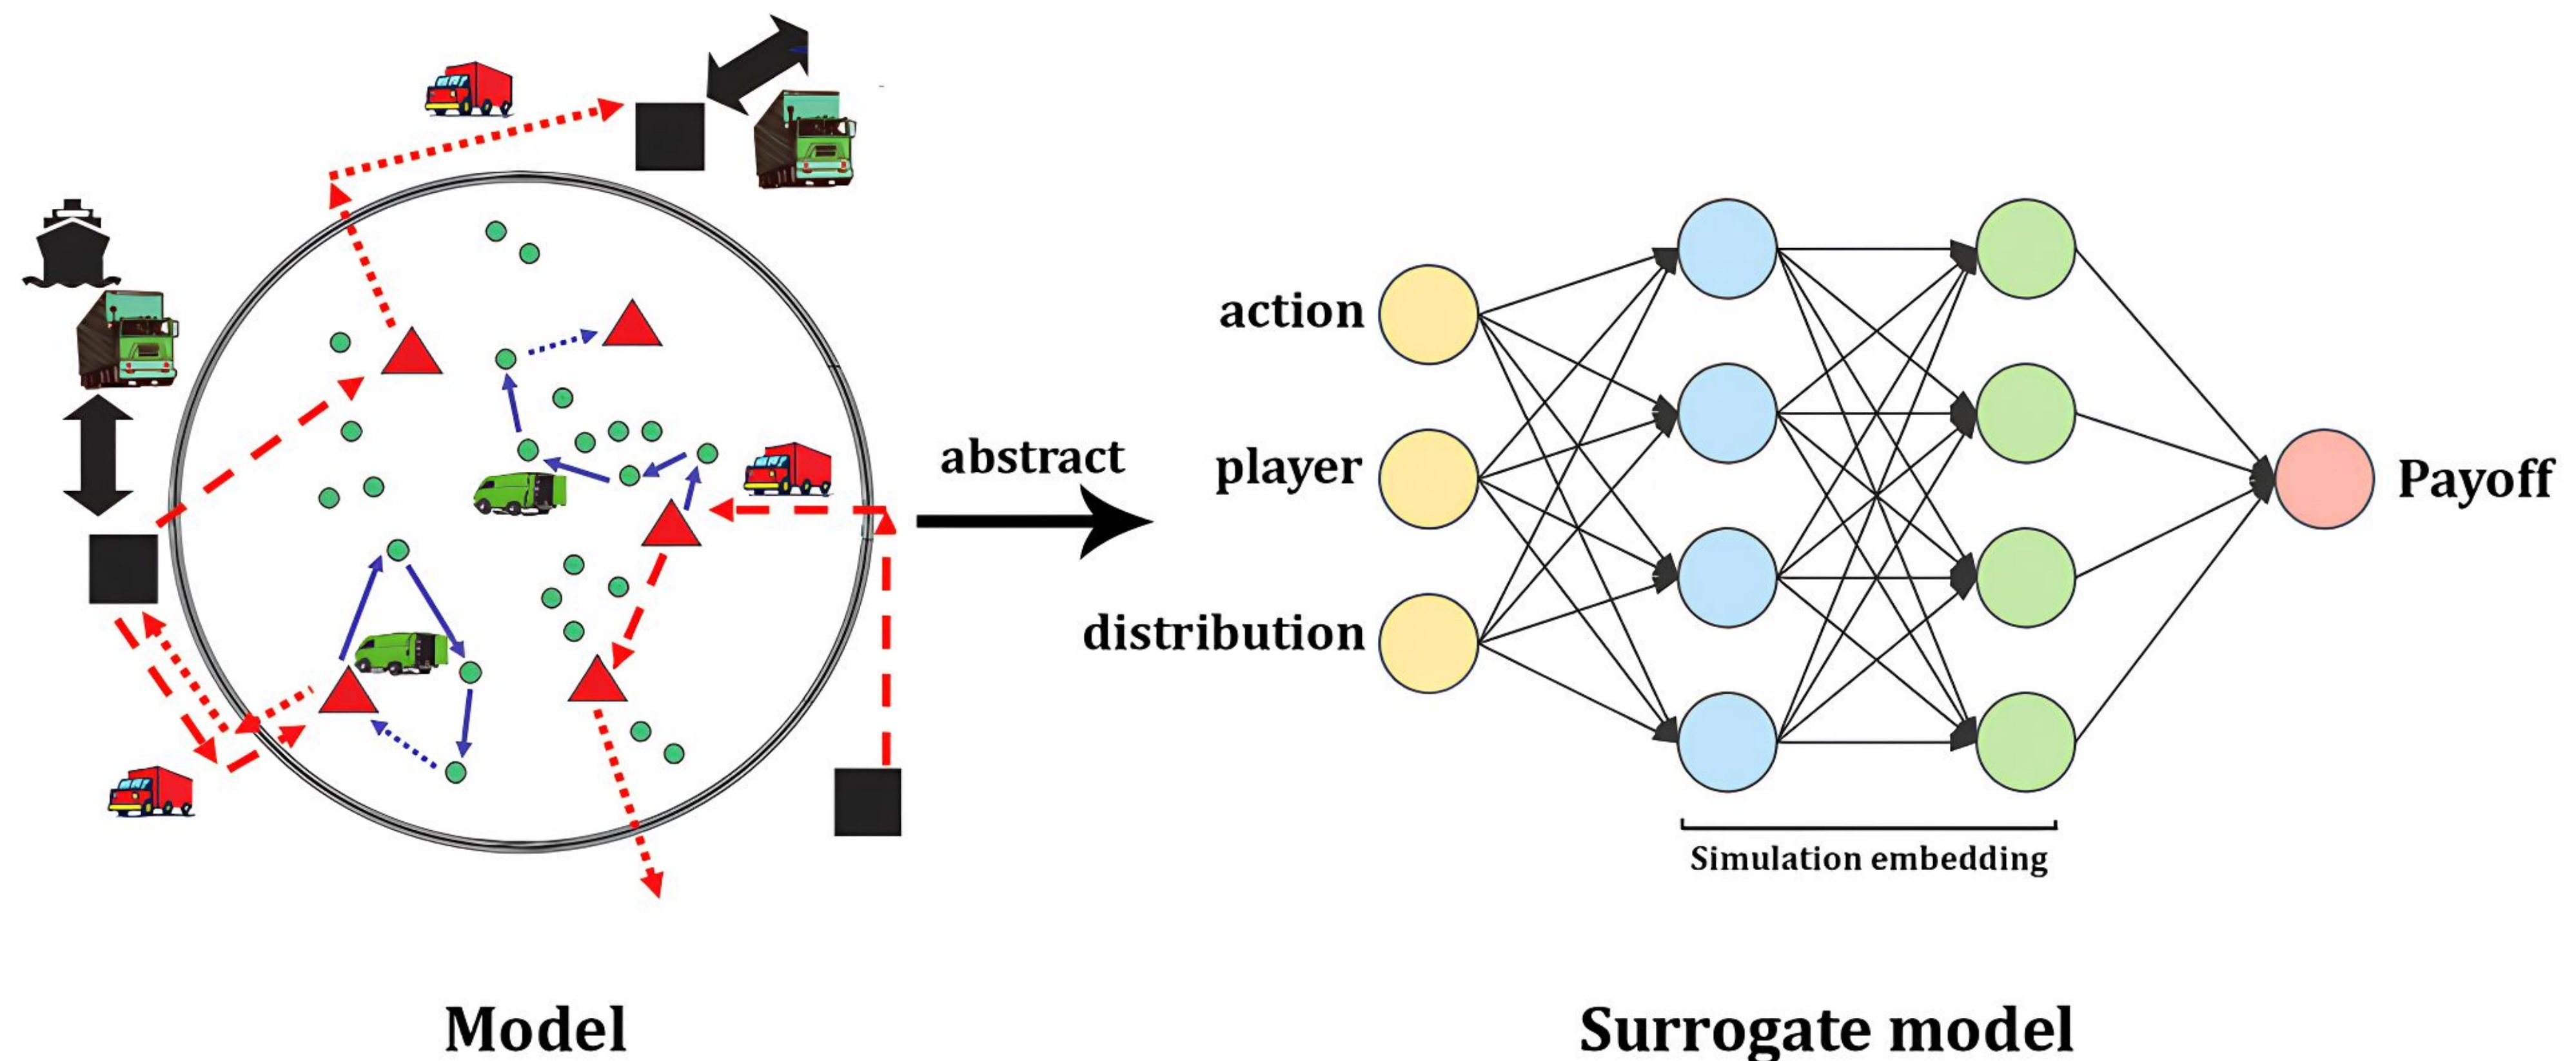 abstract
action
player
distribution
Payoff
Simulation embedding
Model
Surrogate model